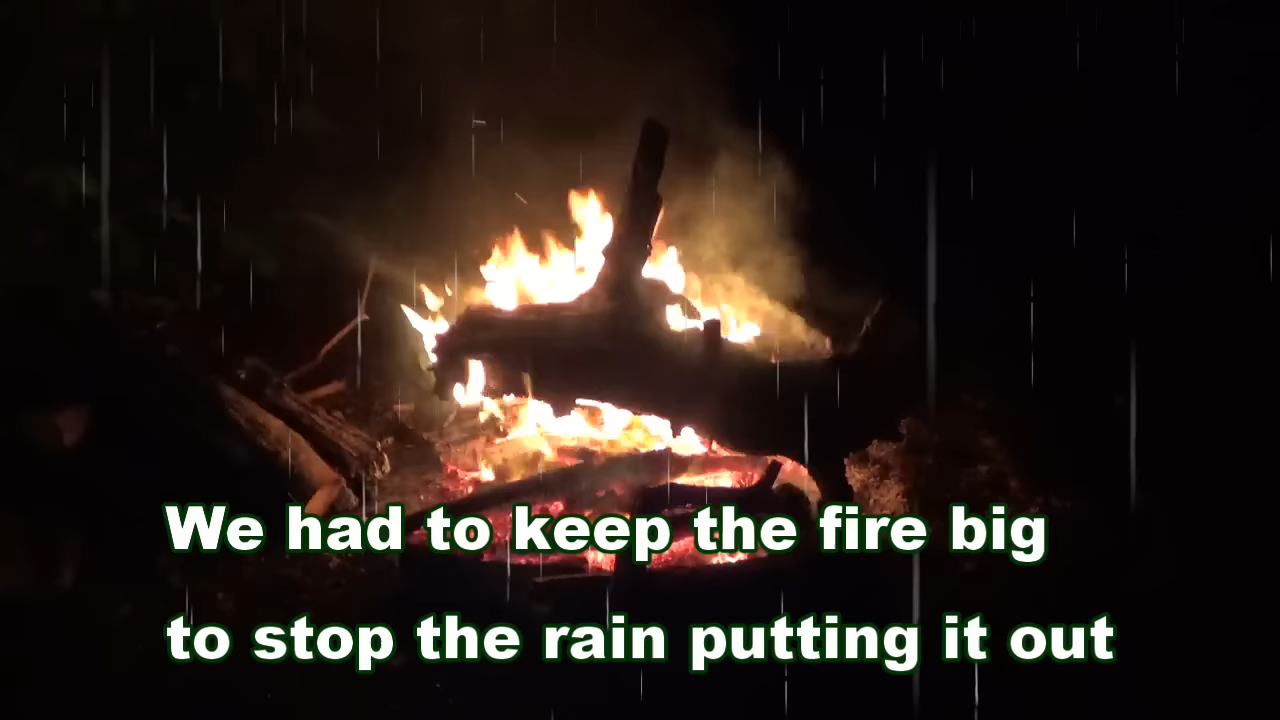 We had to keep the fire big
to stop the rain putting it out